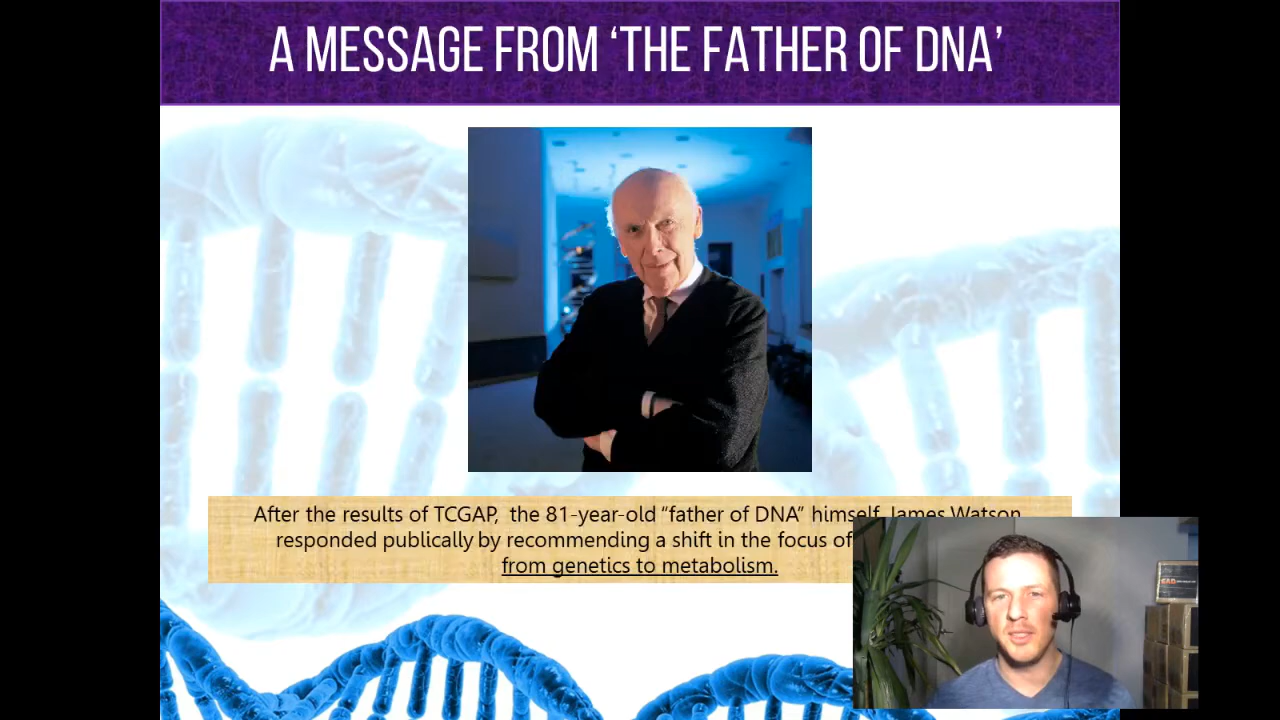 A MESSAGE FROM ‘THE FATHER OF DNA’
After the results of TCGAP, the 81-year-old “father of DNA” himself, James Watson,
responded publically by recommending a shift in the focus of
from genetics to metabolism.